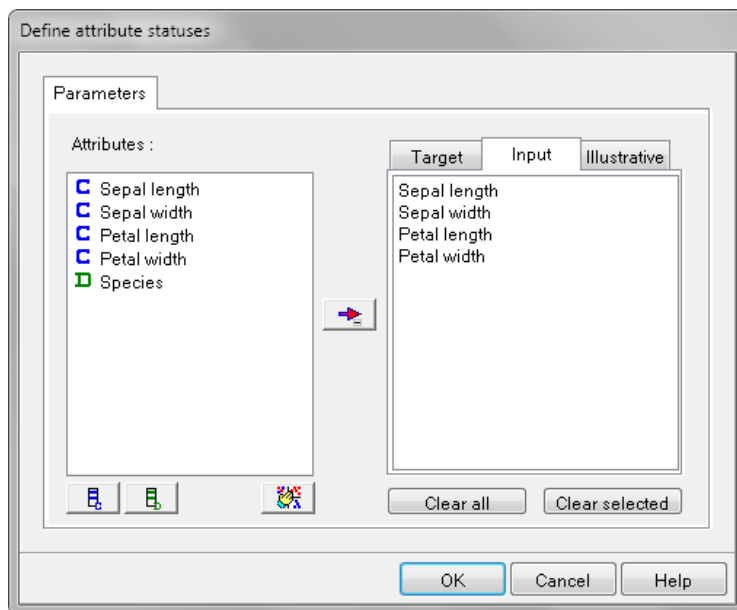 Define attribute statuses
Parameters
Attributes :
C Sepal length
C Sepal width
C Petal length
C Petal width
D Species
Target Input Illustrative
Sepal length
Sepal width
Petal length
Petal width
C D
Clear all Clear selected
OK Cancel Help